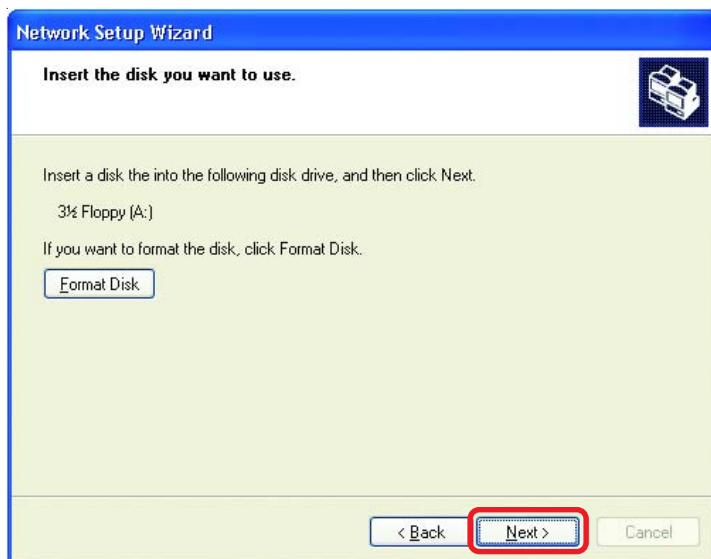 Network Setup Wizard
Insert the disk you want to use.
Insert a disk the into the following disk drive, and then click Next.
3½ Floppy (A:)
If you want to format the disk, click Format Disk.
Format Disk
< Back Next > Cancel